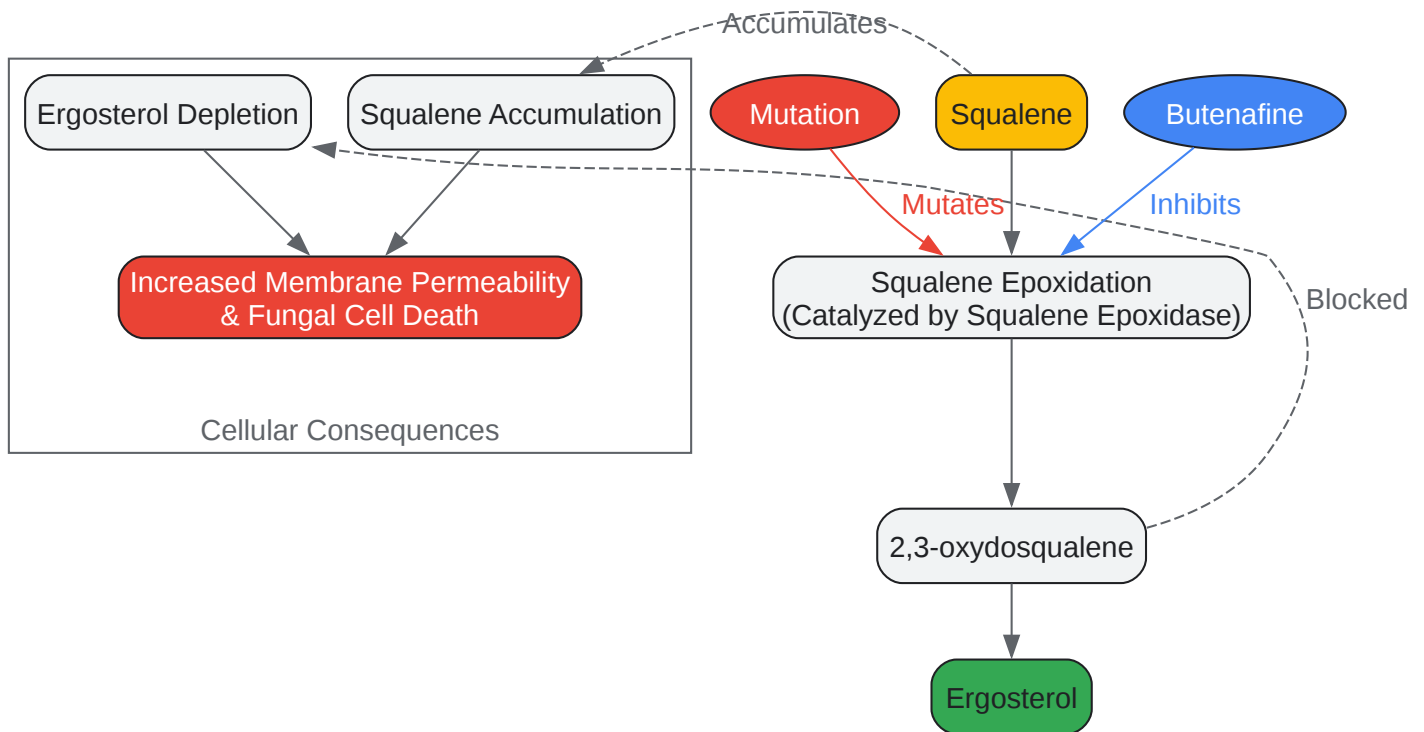 Accumulates
Ergosterol Depletion
Squalene Accumulation
Mutation
Squalene
Butenafine
Mutates
Inhibits
Increased Membrane Permeability
& Fungal Cell Death
Squalene Epoxidation
(Catalyzed by Squalene Epoxidase)
Blocked
Cellular Consequences
2,3-oxydosqualene
Ergosterol